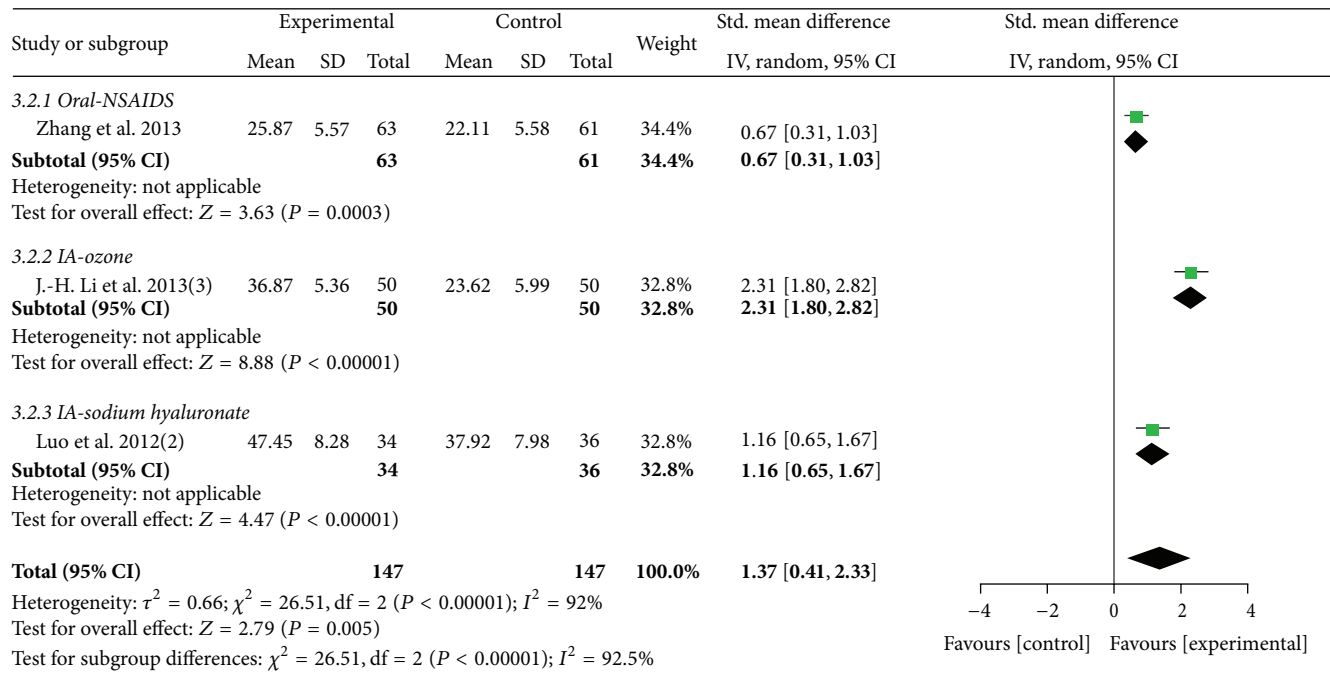 Study or subgroup Experimental Control Weight Std. mean difference Std. mean difference
Mean SD Total Mean SD Total IV, random, 95% CI IV, random, 95% CI
3.2.1 Oral-NSAIDS
Zhang et al. 2013 25.87 5.57 63 22.11 5.58 61 34.4% 0.67 [0.31, 1.03]
Subtotal (95% CI) 63 61 34.4% 0.67 [0.31, 1.03]
Heterogeneity: not applicable
Test for overall effect: Z = 3.63 (P = 0.0003)
3.2.2 IA-ozone
J.-H. Li et al. 2013(3) 36.87 5.36 50 23.62 5.99 50 32.8% 2.31 [1.80, 2.82]
Subtotal (95% CI) 50 50 32.8% 2.31 [1.80, 2.82]
Heterogeneity: not applicable
Test for overall effect: Z = 8.88 (P < 0.00001)
3.2.3 IA-sodium hyaluronate
Luo et al. 2012(2) 47.45 8.28 34 37.92 7.98 36 32.8% 1.16 [0.65, 1.67]
Subtotal (95% CI) 34 36 32.8% 1.16 [0.65, 1.67]
Heterogeneity: not applicable
Test for overall effect: Z = 4.47 (P < 0.00001)
Total (95% CI) 147 147 100.0% 1.37 [0.41, 2.33]
Heterogeneity: τ² = 0.66; χ² = 26.51, df = 2 (P < 0.00001); I² = 92%
Test for overall effect: Z = 2.79 (P = 0.005)
Test for subgroup differences: χ² = 26.51, df = 2 (P < 0.00001); I² = 92.5%
−4 −2 0 2 4
Favours [control] Favours [experimental]